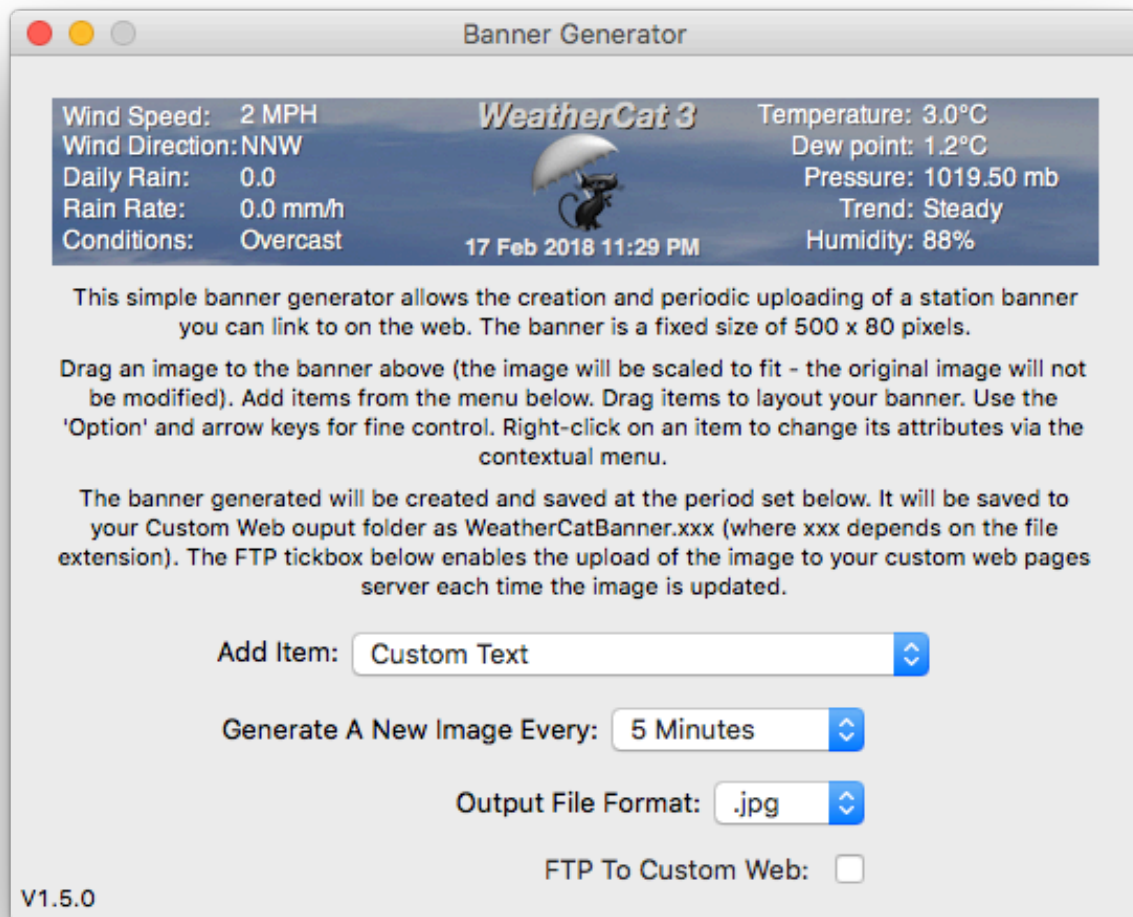 Banner Generator
Wind Speed: 2 MPH
Wind Direction: NNW
Daily Rain: 0.0
Rain Rate: 0.0 mm/h
Conditions: Overcast
WeatherCat 3
17 Feb 2018 11:29 PM
Temperature: 3.0°C
Dew point: 1.2°C
Pressure: 1019.50 mb
Trend: Steady
Humidity: 88%
This simple banner generator allows the creation and periodic uploading of a station banner
you can link to on the web. The banner is a fixed size of 500 x 80 pixels.
Drag an image to the banner above (the image will be scaled to fit - the original image will not
be modified). Add items from the menu below. Drag items to layout your banner. Use the
'Option' and arrow keys for fine control. Right-click on an item to change its attributes via the
contextual menu.
The banner generated will be created and saved at the period set below. It will be saved to
your Custom Web ouput folder as WeatherCatBanner.xxx (where xxx depends on the file
extension). The FTP tickbox below enables the upload of the image to your custom web pages
server each time the image is updated.
Add Item: Custom Text
Generate A New Image Every: 5 Minutes
Output File Format: .jpg
FTP To Custom Web:
V1.5.0